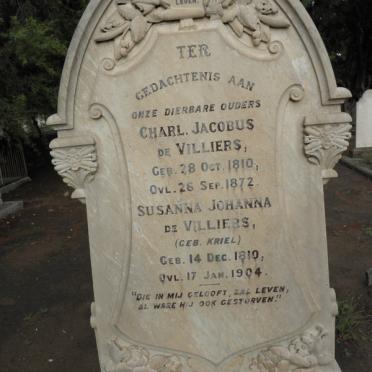 LEVEN.
TER
GEDACHTENIS AAN
ONZE DIERBARE OUDERS
CHARL JACOBUS
DE VILLIERS,
GEB. 28 OCT. 1810,
OVL. 26 SEP. 1872.
SUSANNA JOHANNA
DE VILLIERS,
(GEB. KRIEL)
GEB. 14 DEC. 1810,
OVL. 17 JAN. 1904.
"DIE IN MIJ GELOOFT, ZAL LEVEN,
AL WARE HIJ OOK GESTORVEN."